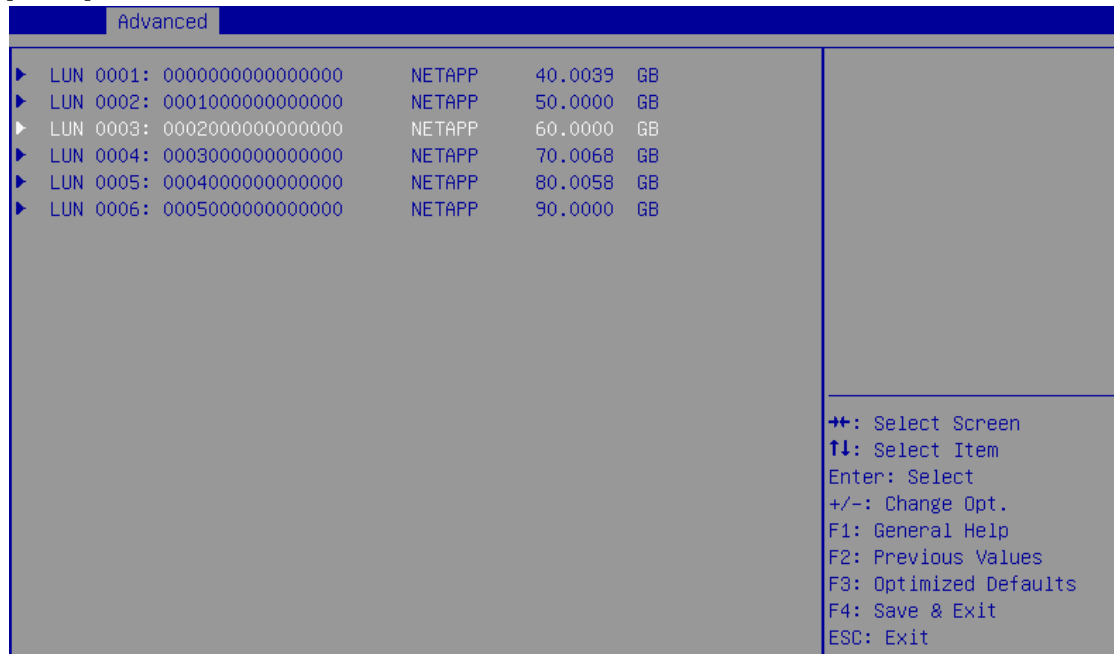 Advanced
LUN 0001: 0000000000000000 NETAPP 40.0039 GB
LUN 0002: 0001000000000000 NETAPP 50.0000 GB
LUN 0003: 0002000000000000 NETAPP 60.0000 GB
LUN 0004: 0003000000000000 NETAPP 70.0068 GB
LUN 0005: 0004000000000000 NETAPP 80.0058 GB
LUN 0006: 0005000000000000 NETAPP 90.0000 GB
→←: Select Screen
↑↓: Select Item
Enter: Select
+/-: Change Opt.
F1: General Help
F2: Previous Values
F3: Optimized Defaults
F4: Save & Exit
ESC: Exit